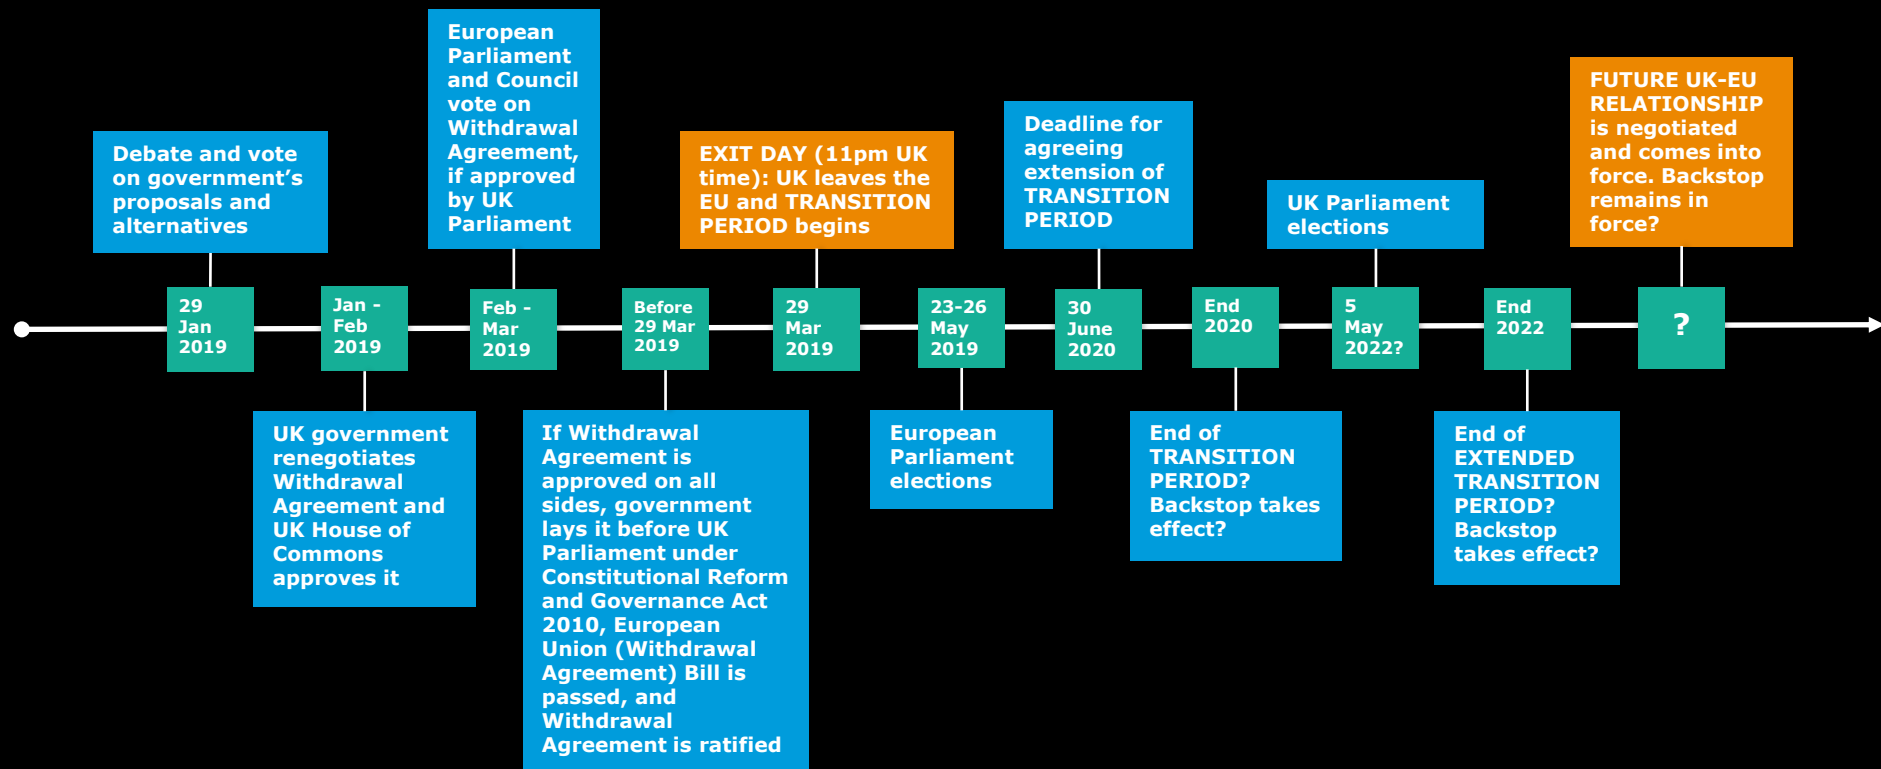 Debate and vote
on government’s
proposals and
alternatives
29
Jan
2019
Jan –
Feb
2019
UK government
renegotiates
Withdrawal
Agreement and
UK House of
Commons
approves it
European
Parliament
and Council
vote on
Withdrawal
Agreement,
if approved
by UK
Parliament
Feb –
Mar
2019
Before
29 Mar
2019
If Withdrawal
Agreement is
approved on all
sides, government
lays it before UK
Parliament under
Constitutional Reform
and Governance Act
2010, European
Union (Withdrawal
Agreement) Bill is
passed, and
Withdrawal
Agreement is ratified
EXIT DAY (11pm UK
time): UK leaves the
EU and TRANSITION
PERIOD begins
29
Mar
2019
23-26
May
2019
European
Parliament
elections
Deadline for
agreeing
extension of
TRANSITION
PERIOD
30
June
2020
End
2020
End of
TRANSITION
PERIOD?
Backstop takes
effect?
UK Parliament
elections
5
May
2022?
End
2022
End of
EXTENDED
TRANSITION
PERIOD?
Backstop
takes effect?
FUTURE UK-EU
RELATIONSHIP
is negotiated
and comes into
force. Backstop
remains in
force?
?